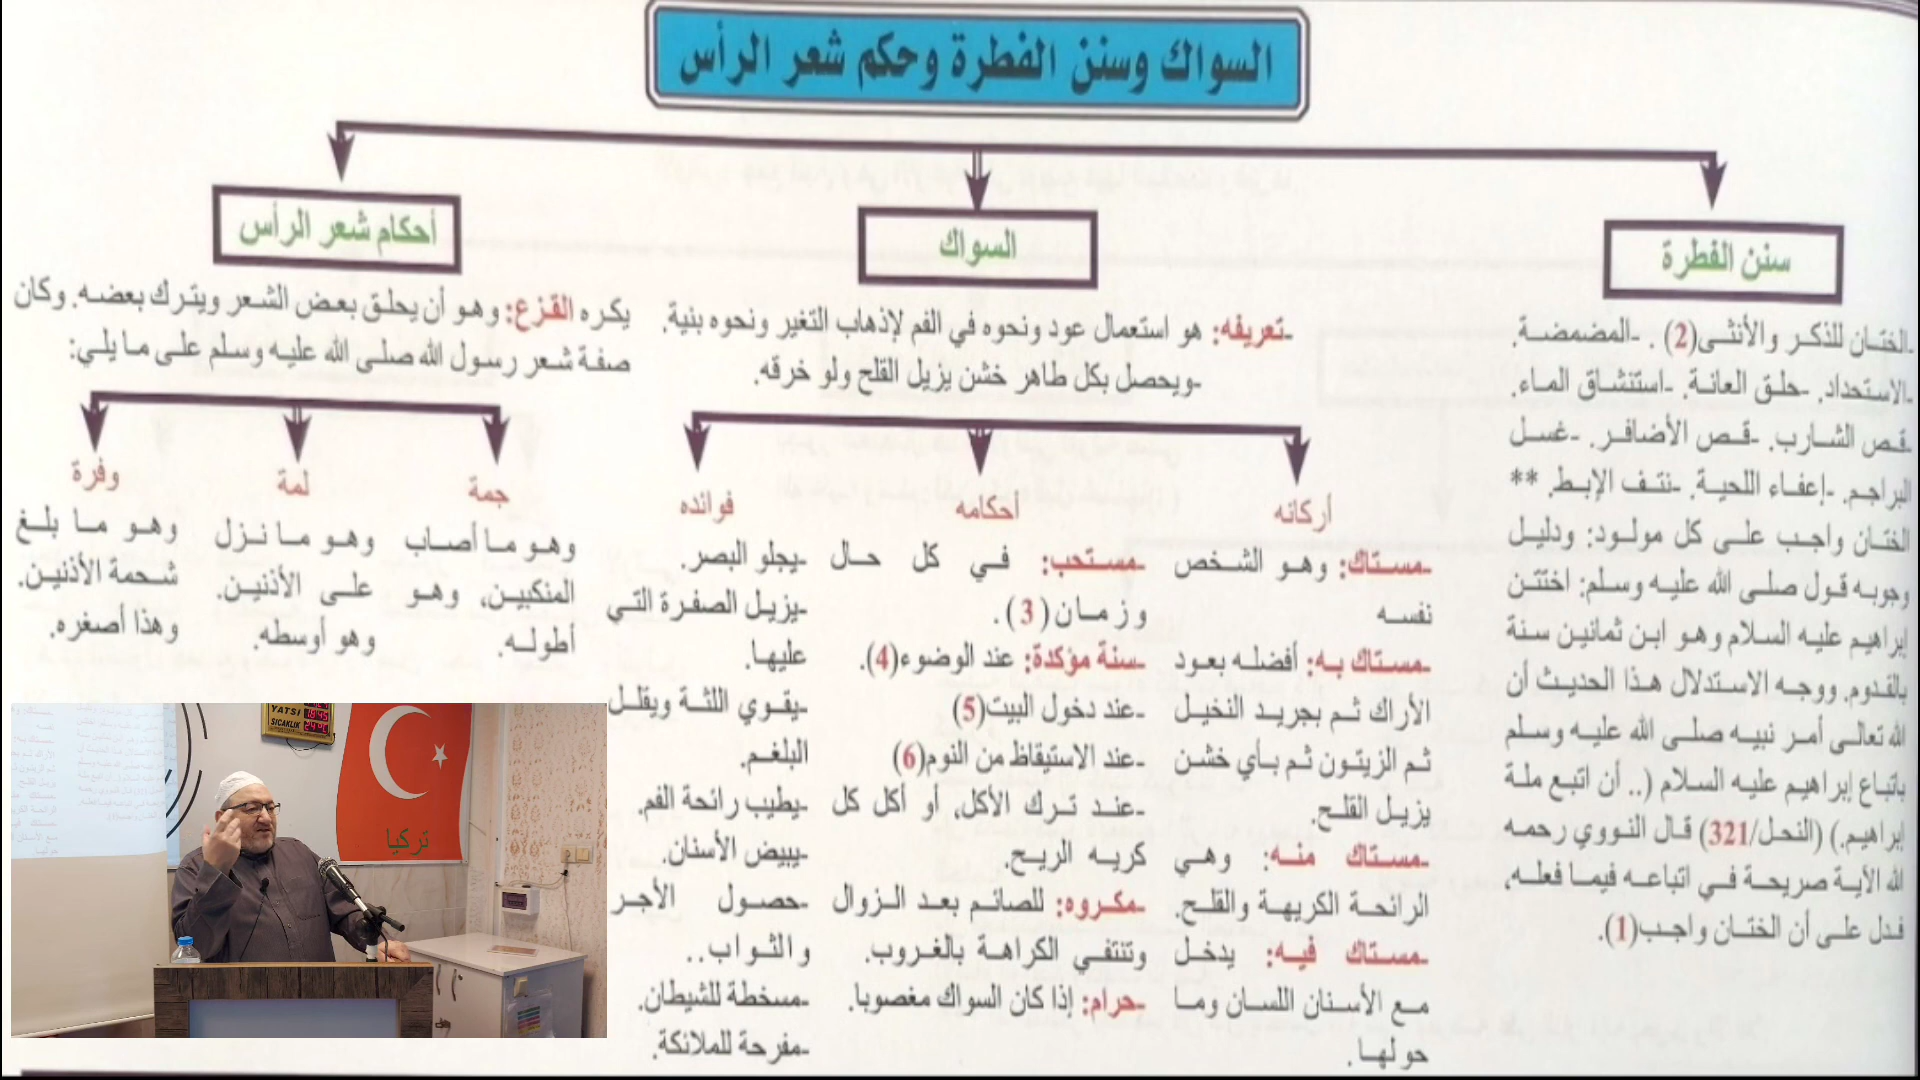 السواك وسنن الفطرة وحكم شعر الرأس
سنن الفطرة
-الختان للذكر والأنثى(2) . -المضمضة.
-الاستحداد. -حلق العانة. -استنشاق الماء.
-قص الشارب. -قص الأضافر. -غسل
البراجم. -إعفاء اللحية. -نتف الإبط. **
الختان واجب على كل مولود: ودليل
وجوبه قول صلى الله عليه وسلم: اختتن
إبراهيم عليه السلام وهو ابن ثمانين سنة
بالقدوم. ووجه الاستدلال هذا الحديث أن
الله تعالى أمر نبيه صلى الله عليه وسلم
باتباع إبراهيم عليه السلام (.. أن اتبع ملة
إبراهيم.) (النحل/321) قال النووي رحمه
الله الآية صريحة في اتباعه فيما فعله،
فدل على أن الختان واجب(1).
السواك
-تعريفه: هو استعمال عود ونحوه في الفم لإذهاب التغير ونحوه بنية.
-ويحصل بكل طاهر خشن يزيل القلح ولو خرقه.
أركانه
-مستاك: وهو الشخص
نفسه
-مستاك به: أفضله بعود
الأراك ثم بجريد النخيل
ثم الزيتون ثم بأي خشن
يزيل القلح.
-مستاك منه: وهي
الرائحة الكريهة والقلح.
-مستاك فيه: يدخل
مع الأسنان اللسان وما
حولها.
أحكامه
-مستحب: في كل حال
وزمان(3).
-سنة مؤكدة: عند الوضوء(4).
-عند دخول البيت(5)
-عند الاستيقاظ من النوم(6)
-عند ترك الأكل، أو أكل كل
كريه الريح.
-مكروه: للصائم بعد الزوال
وتنتفي الكراهة بالغروب.
-حرام: إذا كان السواك مغصوبا.
فوائده
-يجلو البصر.
-يزيل الصفرة التي
عليها.
-يقوي اللثة ويقلل
البلغم.
-يطيب رائحة الفم.
-يبيض الأسنان.
-حصول الأجر
والثواب..
-مسخطة للشيطان.
-مفرحة للملائكة.
أحكام شعر الرأس
يكره القزع: وهو أن يحلق بعض الشعر ويترك بعضه. وكان
صفة شعر رسول الله صلى الله عليه وسلم على ما يلي:
جمة
وهو ما أصاب
المنكبين، وهو
أطوله.
لمة
وهو ما نزل
على الأذنين.
وهو أوسطه.
وفرة
وهو ما بلغ
شحمة الأذنين.
وهذا أصغره.
YATSI
SICAKLIK
تركيا